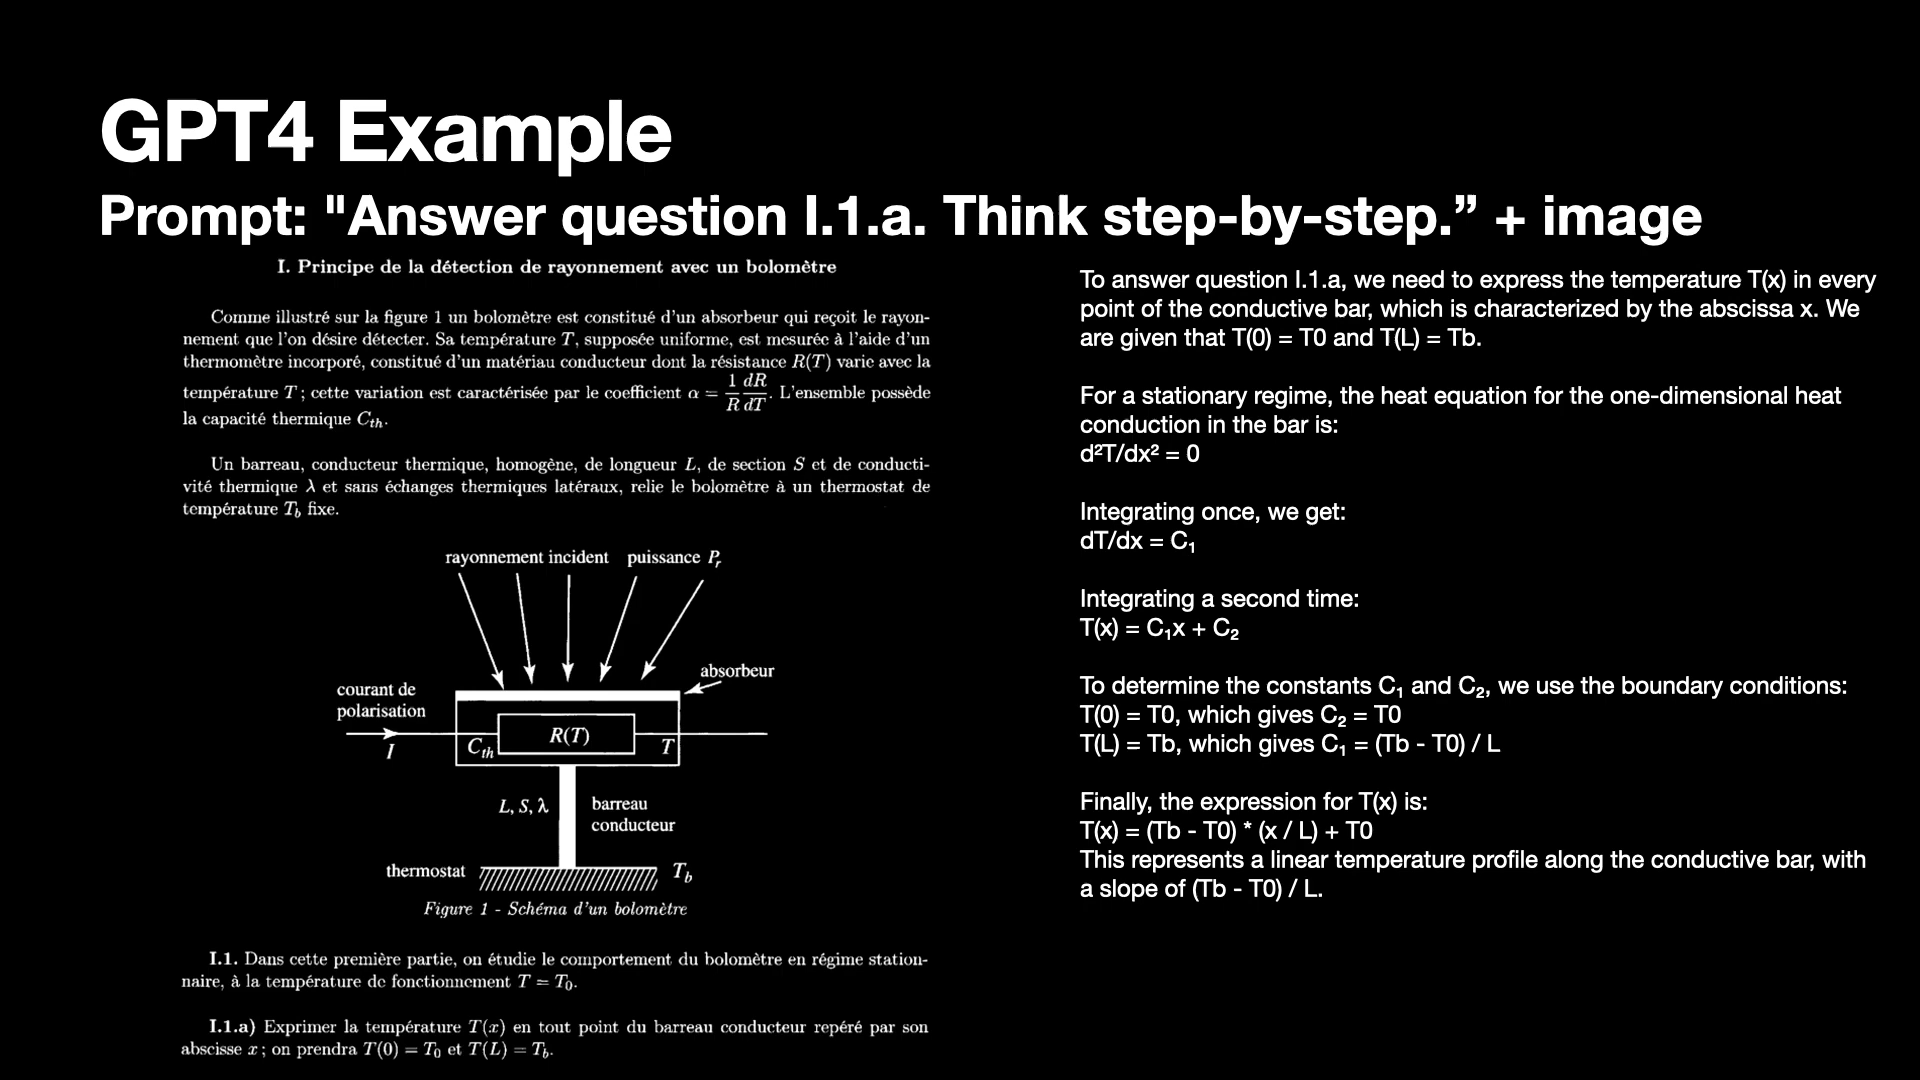 GPT4 Example
Prompt: "Answer question I.1.a. Think step-by-step.” + image
I. Principe de la détection de rayonnement avec un bolomètre
Comme illustré sur la figure 1 un bolomètre est constitué d'un absorbeur qui reçoit le rayon-
nement que l'on désire détecter. Sa température T, supposée uniforme, est mesurée à l'aide d'un
thermomètre incorporé, constitué d'un matériau conducteur dont la résistance R(T) varie avec la
température T ; cette variation est caractérisée par le coefficient α = 1/R dR/dT. L'ensemble possède
la capacité thermique Cth.
Un barreau, conducteur thermique, homogène, de longueur L, de section S et de conducti-
vité thermique λ et sans échanges thermiques latéraux, relie le bolomètre à un thermostat de
température Tb fixe.
rayonnement incident puissance Pr
absorbeur
courant de
polarisation
I
Cth
R(T)
T
L, S, λ
barreau
conducteur
thermostat
Tb
Figure 1 - Schéma d'un bolomètre
I.1. Dans cette première partie, on étudie le comportement du bolomètre en régime station-
naire, à la température de fonctionnement T = T0.
I.1.a) Exprimer la température T(x) en tout point du barreau conducteur repéré par son
abscisse x ; on prendra T(0) = T0 et T(L) = Tb.
To answer question I.1.a, we need to express the temperature T(x) in every
point of the conductive bar, which is characterized by the abscissa x. We
are given that T(0) = T0 and T(L) = Tb.
For a stationary regime, the heat equation for the one-dimensional heat
conduction in the bar is:
d²T/dx² = 0
Integrating once, we get:
dT/dx = C₁
Integrating a second time:
T(x) = C₁x + C₂
To determine the constants C₁ and C₂, we use the boundary conditions:
T(0) = T0, which gives C₂ = T0
T(L) = Tb, which gives C₁ = (Tb - T0) / L
Finally, the expression for T(x) is:
T(x) = (Tb - T0) * (x / L) + T0
This represents a linear temperature profile along the conductive bar, with
a slope of (Tb - T0) / L.